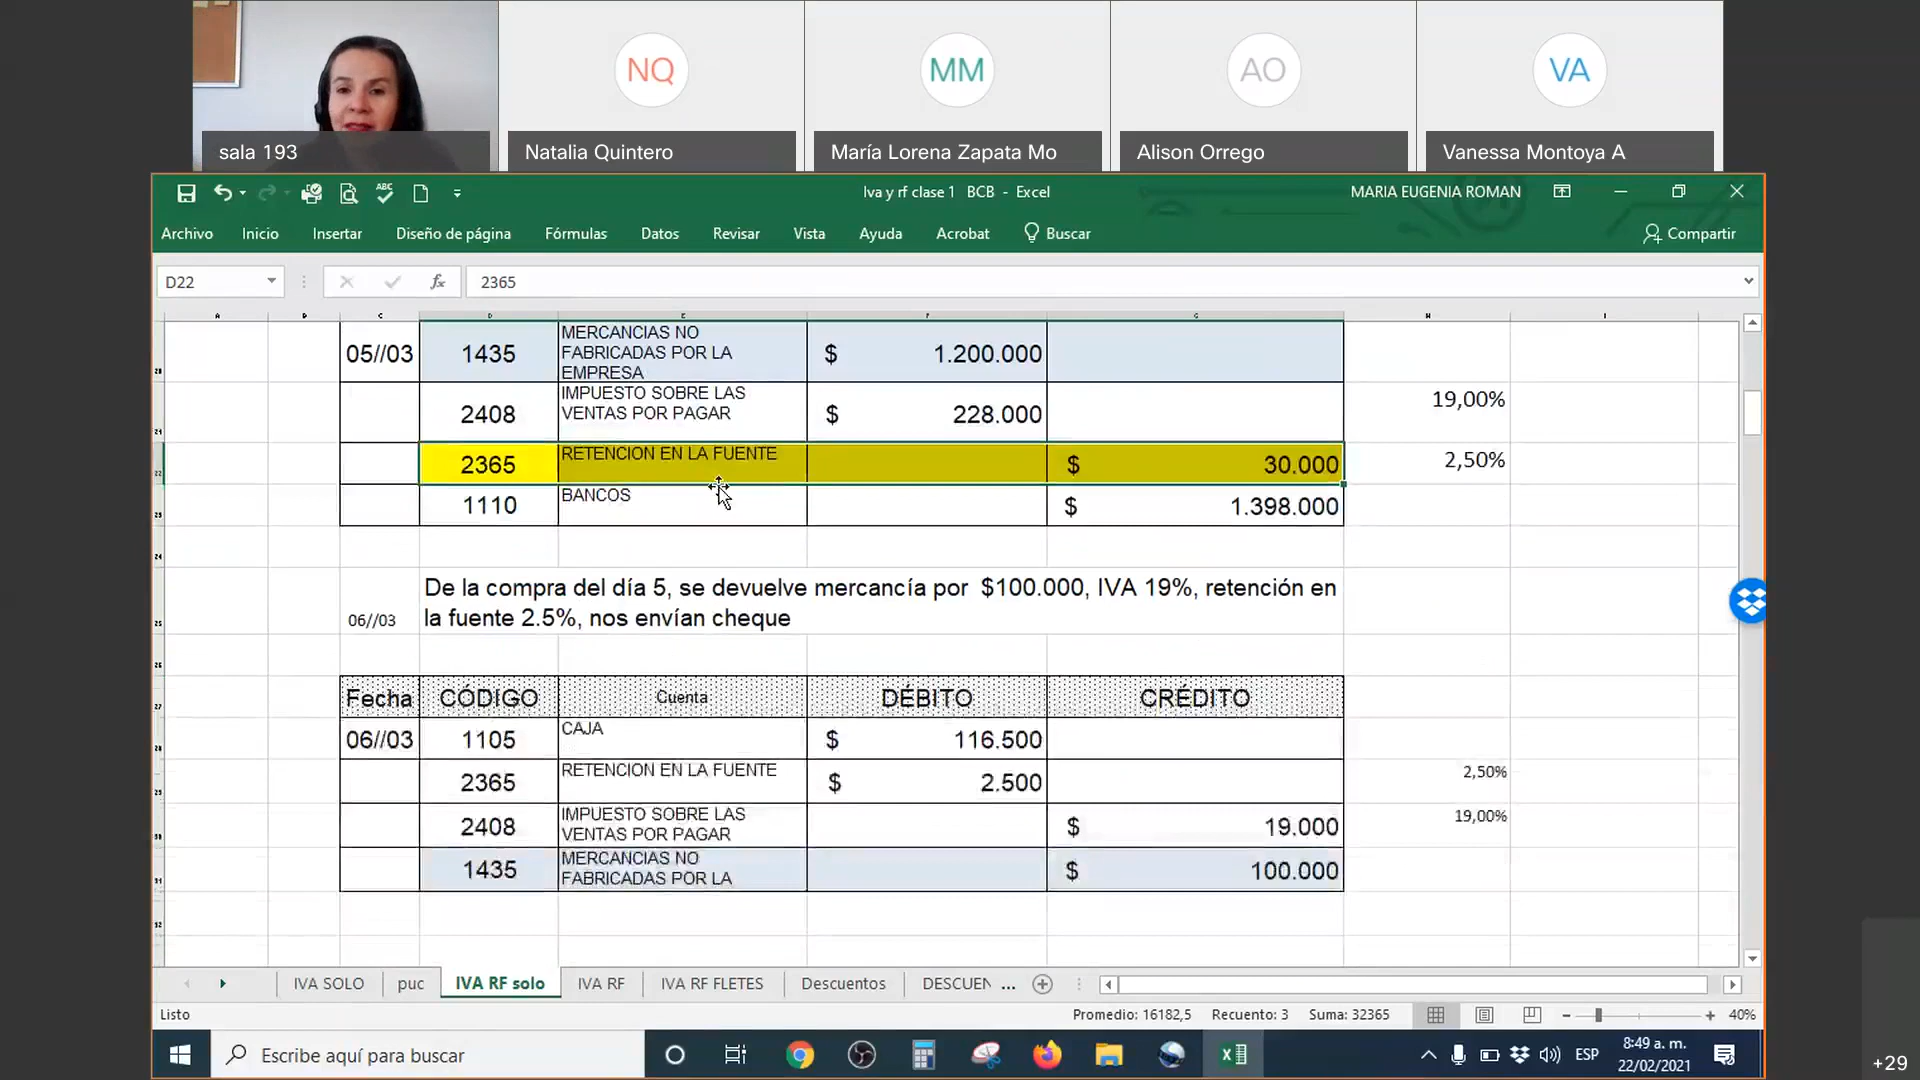 NQ
MM
AO
VA
sala 193
Natalia Quintero
María Lorena Zapata Mo
Alison Orrego
Vanessa Montoya A
Iva y rf clase 1 BCB - Excel
MARIA EUGENIA ROMAN
Archivo Inicio Insertar Diseño de página Fórmulas Datos Revisar Vista Ayuda Acrobat Buscar Compartir
D22 fx 2365
05//03 1435 MERCANCIAS NO
FABRICADAS POR LA
EMPRESA
$ 1.200.000
2408 IMPUESTO SOBRE LAS
VENTAS POR PAGAR
$ 228.000
19,00%
2365 RETENCION EN LA FUENTE $ 30.000 2,50%
1110 BANCOS $ 1.398.000
De la compra del día 5, se devuelve mercancía por $100.000, IVA 19%, retención en
06//03 la fuente 2.5%, nos envían cheque
Fecha CÓDIGO Cuenta DÉBITO CRÉDITO
06//03 1105 CAJA $ 116.500
2365 RETENCION EN LA FUENTE $ 2.500 2,50%
2408 IMPUESTO SOBRE LAS
VENTAS POR PAGAR
$ 19.000
19,00%
1435 MERCANCIAS NO
FABRICADAS POR LA
$ 100.000
IVA SOLO puc IVA RF solo IVA RF IVA RF FLETES Descuentos DESCUEN ...
Listo Promedio: 16182,5 Recuento: 3 Suma: 32365 40%
Escribe aquí para buscar
ESP
8:49 a. m.
22/02/2021
+29